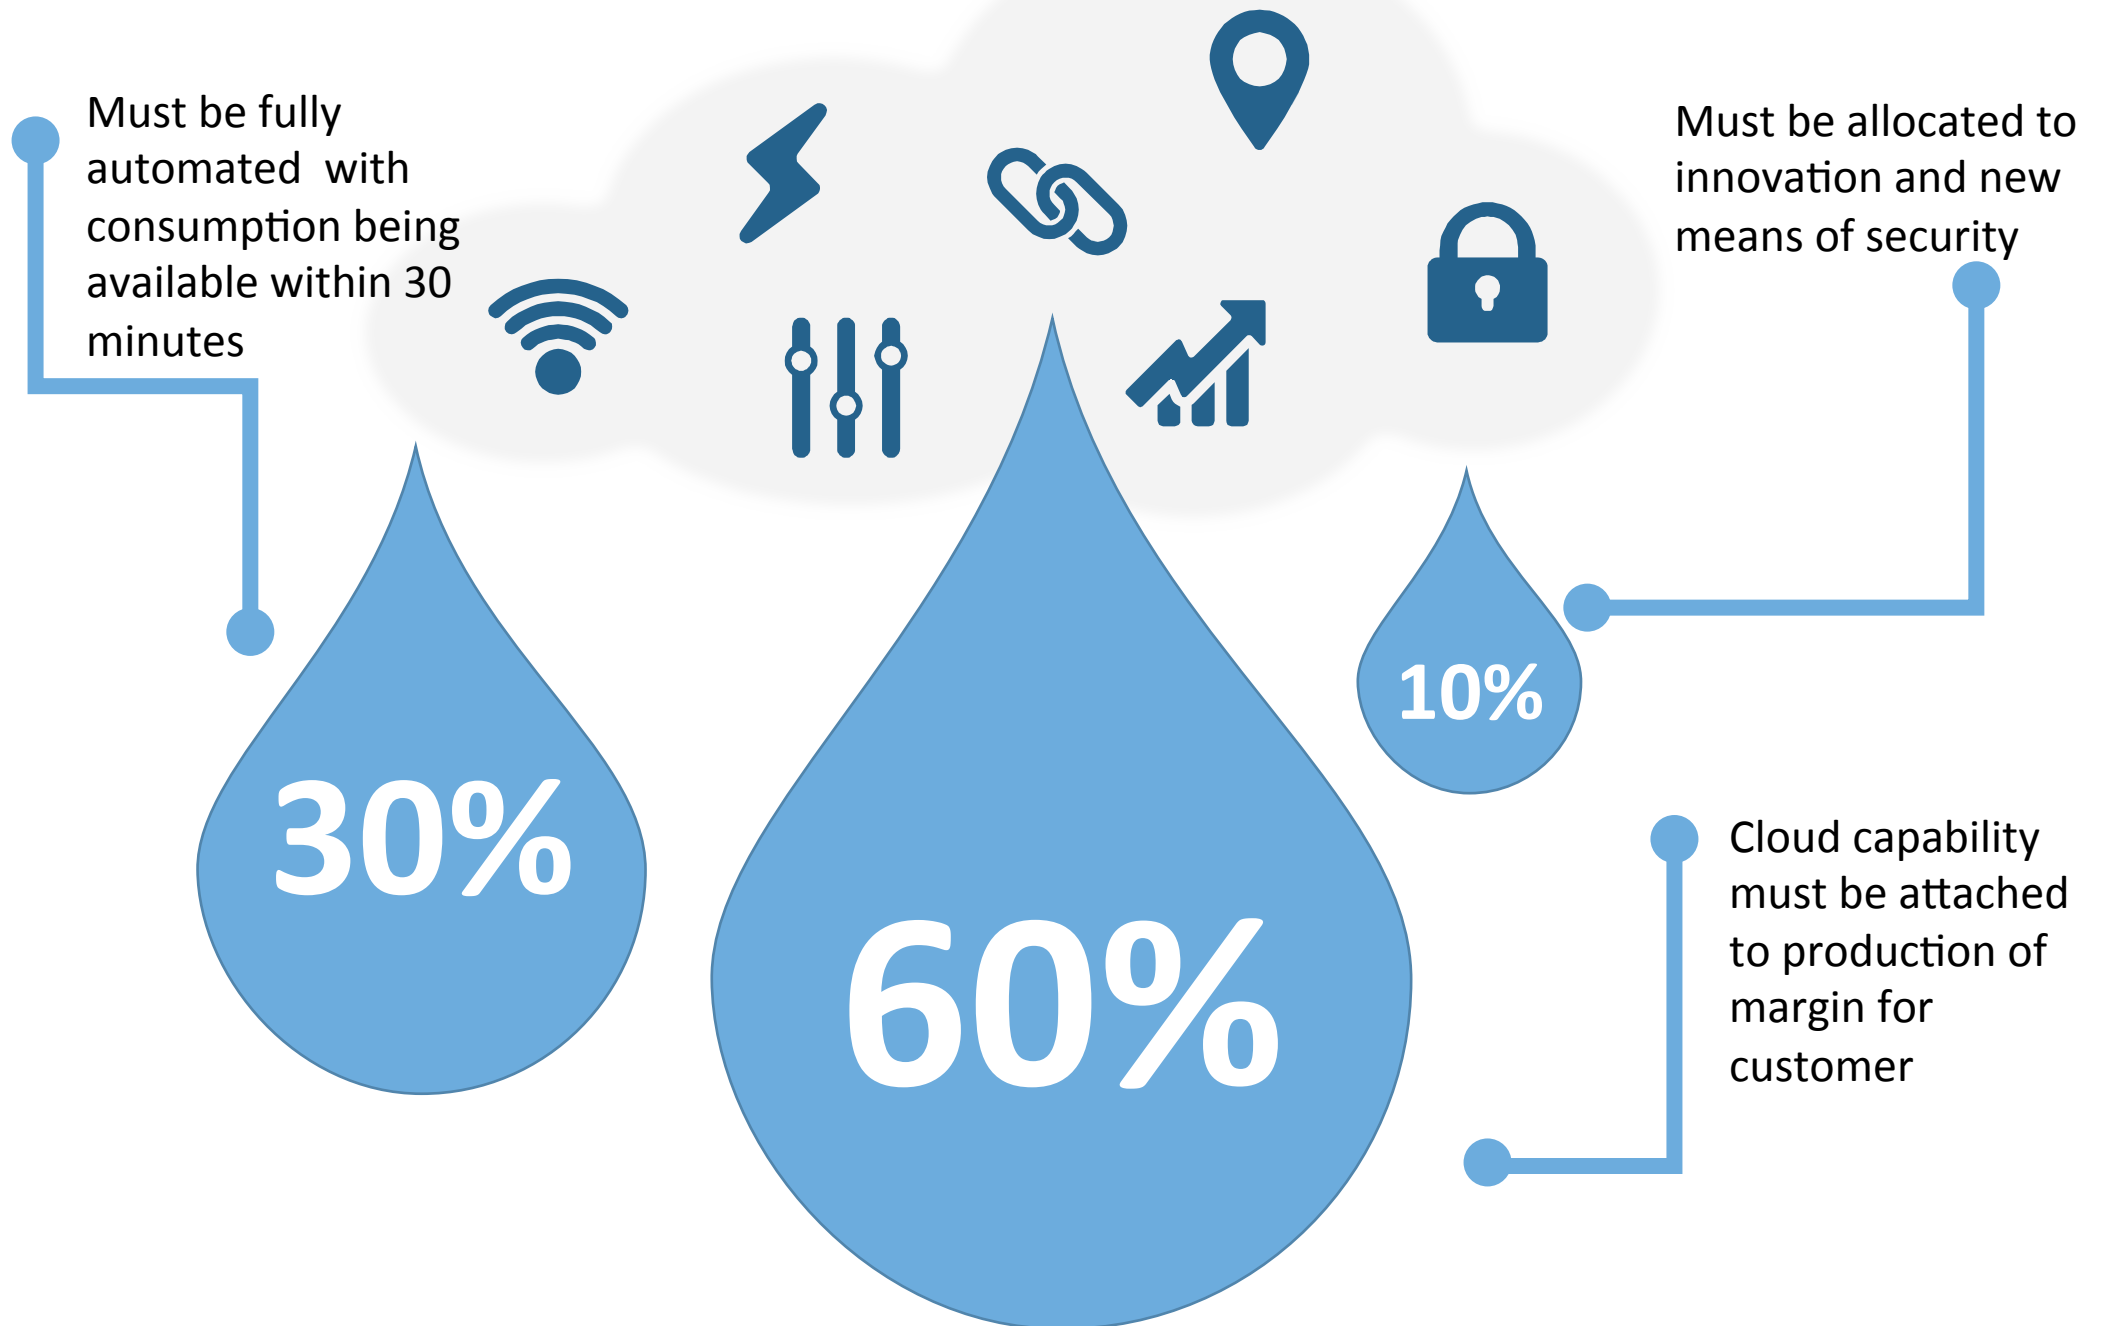 Must be fully
automated  with
consumption being
available within 30
minutes
Must be allocated to
innovation and new
means of security
30%
60%
10%
Cloud capability
must be attached
to production of
margin for
customer